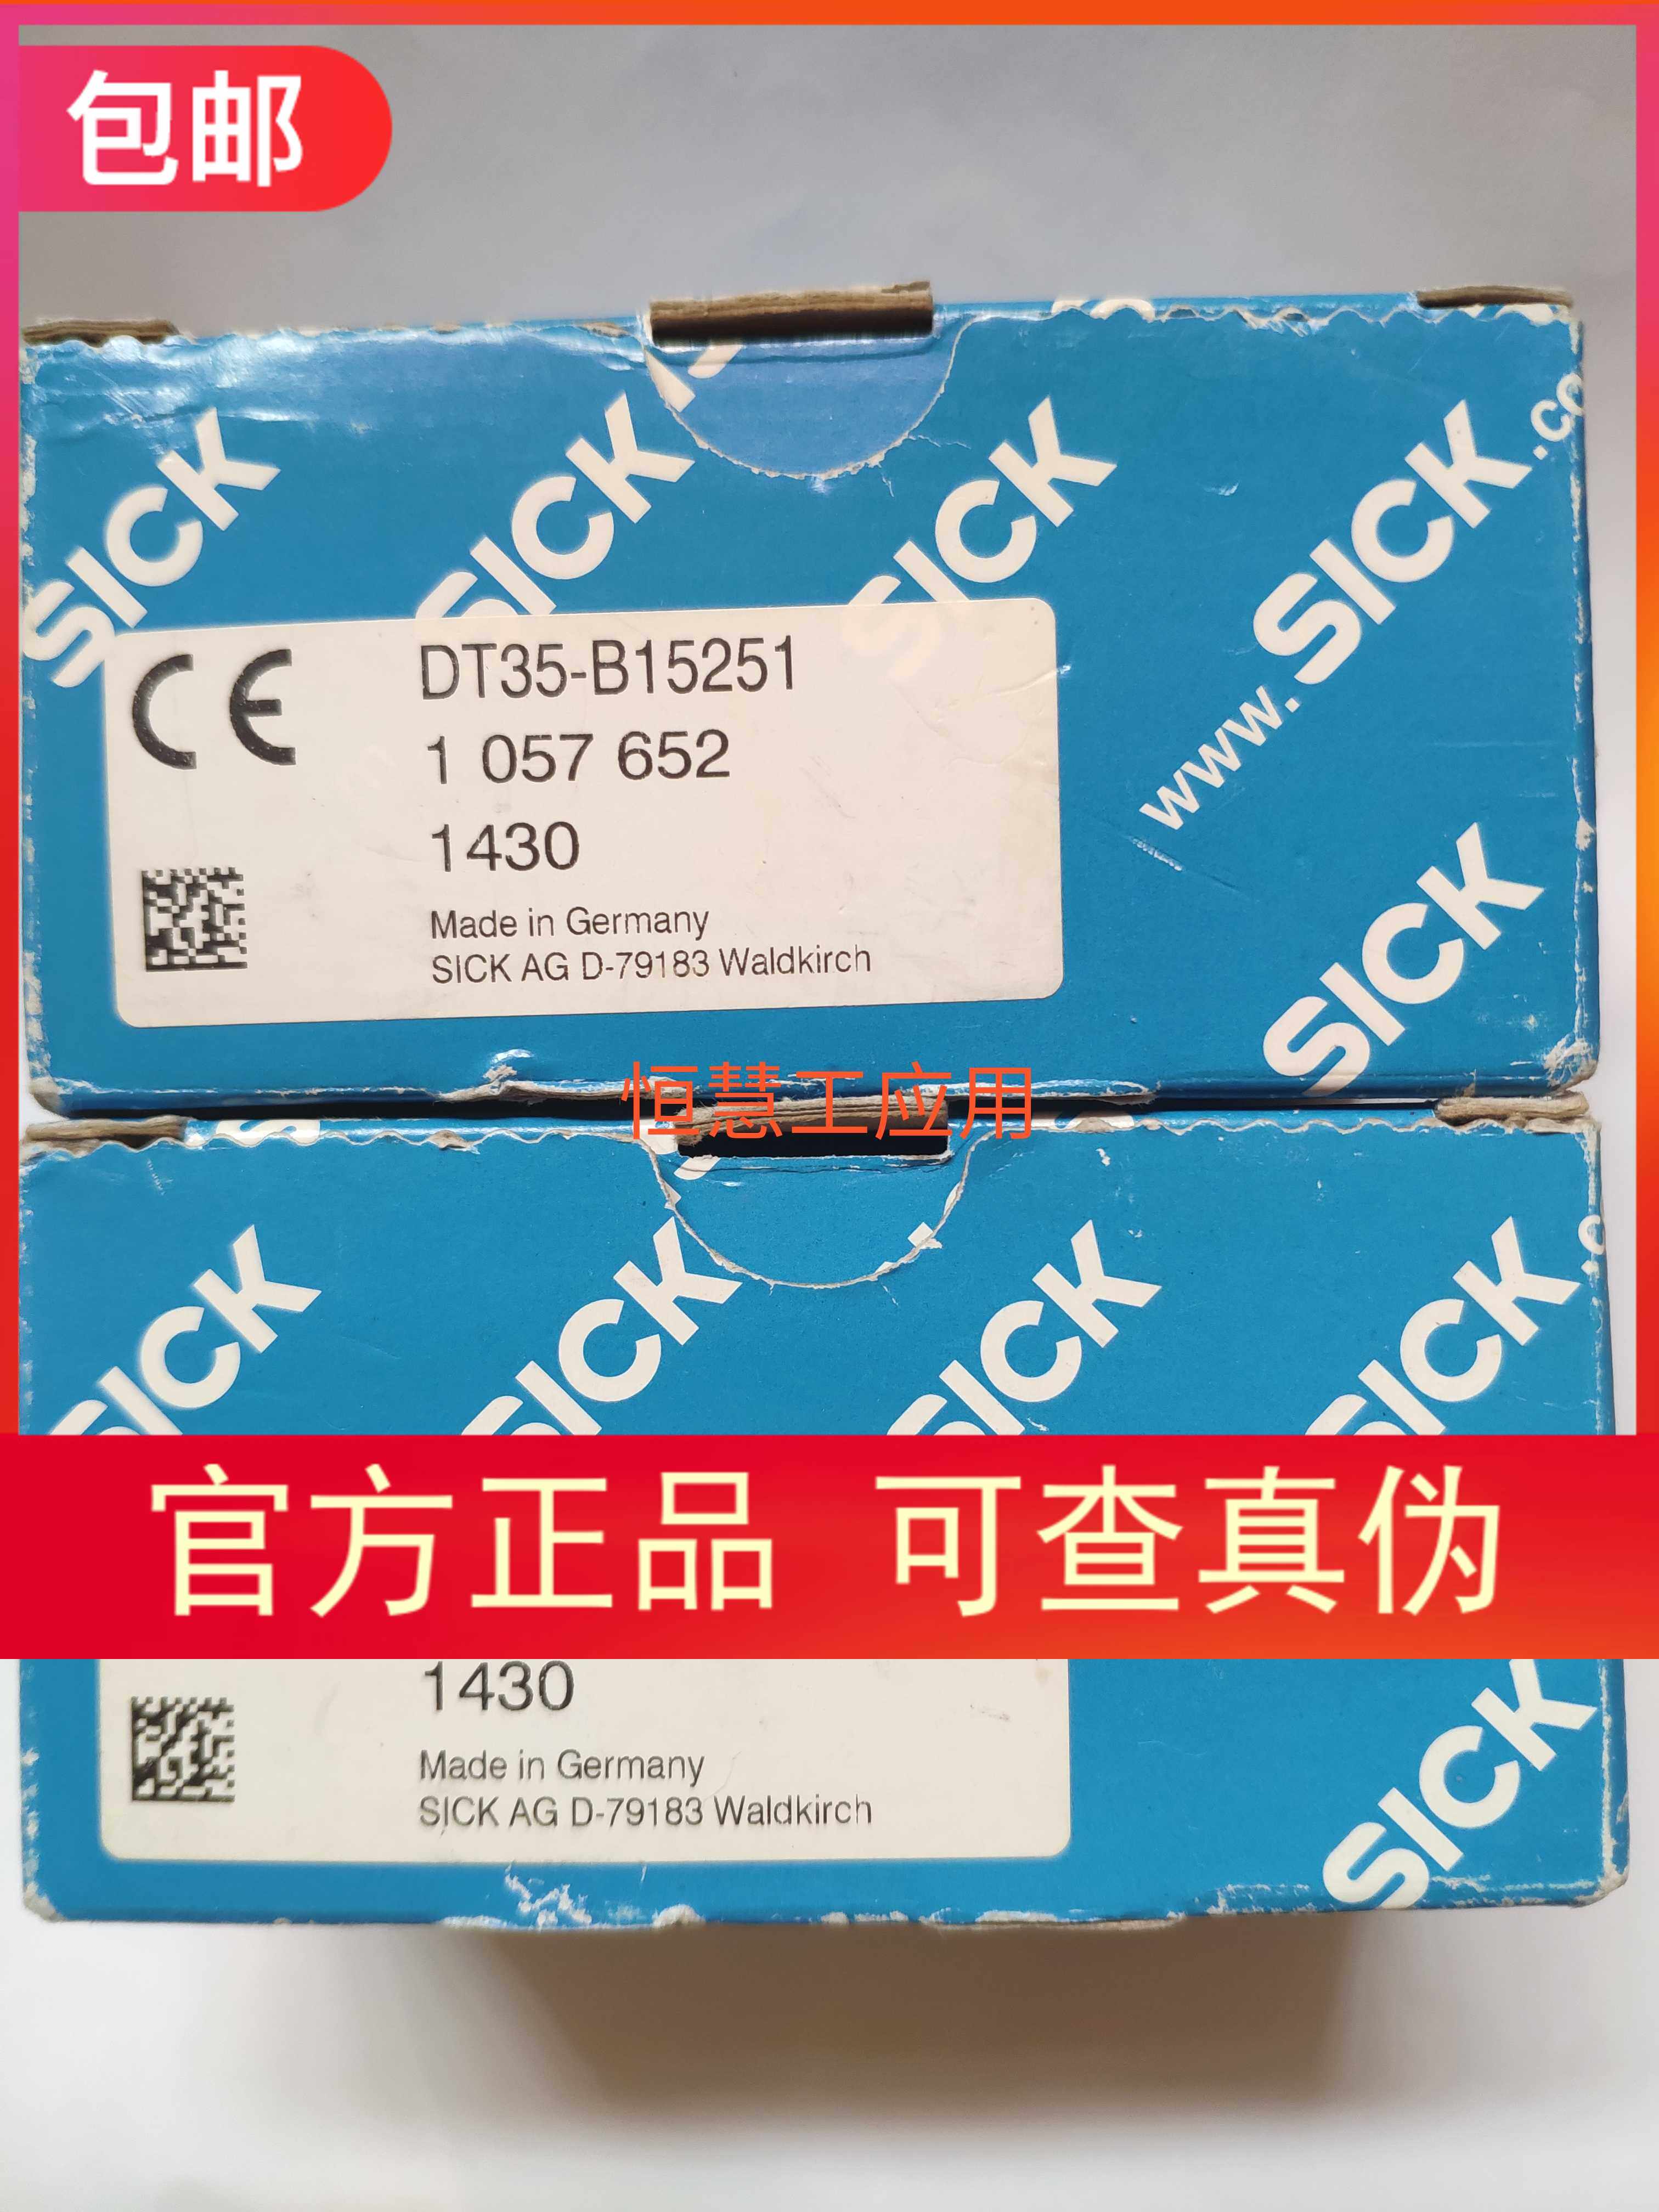 包邮
SICK SICK SICK www.SICK.co
CE
DT35-B15251
1 057 652
1430
Made in Germany
SICK AG D-79183 Waldkirch
SICK
恒慧工应用
SICK SICK SICK SICK
官方正品 可查真伪
1430
Made in Germany
SICK AG D-79183 Waldkirch
SICK